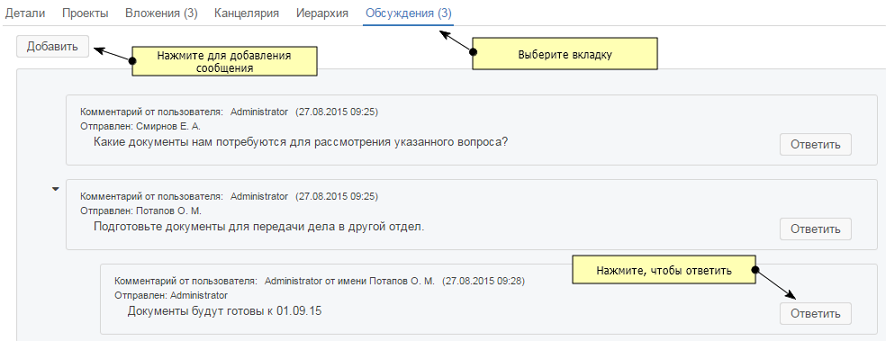 Детали Проекты Вложения (3) Канцелярия Иерархия Обсуждения (3)
Добавить
Нажмите для добавления
сообщения
Выберите вкладку
Комментарий от пользователя: Administrator (27.08.2015 09:25)
Отправлен: Смирнов Е. А.
Какие документы нам потребуются для рассмотрения указанного вопроса?
Ответить
Комментарий от пользователя: Administrator (27.08.2015 09:25)
Отправлен: Потапов О. М.
Подготовьте документы для передачи дела в другой отдел.
Ответить
Нажмите, чтобы ответить
Комментарий от пользователя: Administrator от имени Потапов О. М. (27.08.2015 09:28)
Отправлен: Administrator
Документы будут готовы к 01.09.15
Ответить